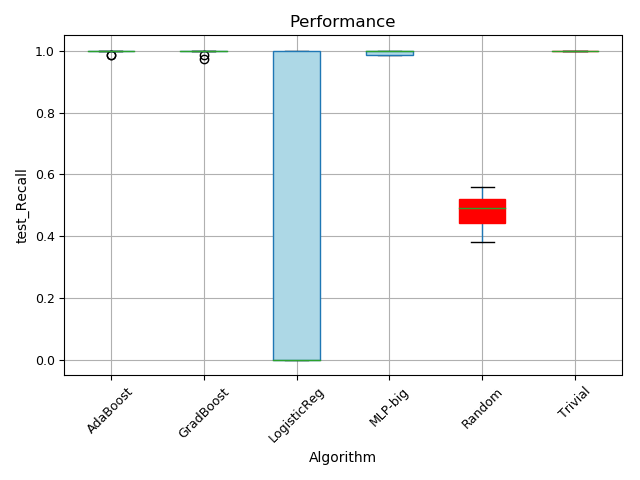 Performance
test_Recall
1.0
0.8
0.6
0.4
0.2
0.0
AdaBoost
GradBoost
LogisticReg
MLP-big
Random
Trivial
Algorithm